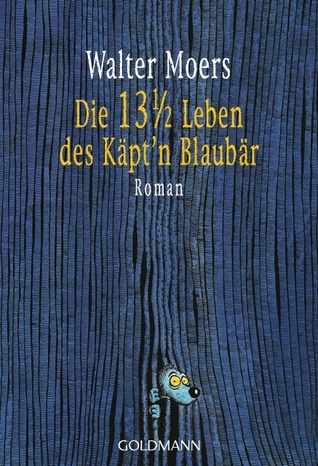 Walter Moers
Die 13½ Leben
des Käpt'n Blaubär
Roman
GOLDMANN